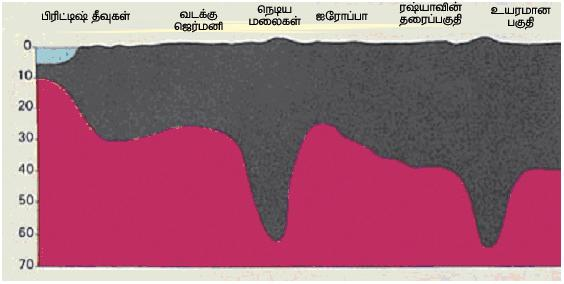 பிரிட்டிஷ் தீவுகள்
வடக்கு
ஜெர்மனி
நெடிய
மலைகள்
ஐரோப்பா
ரஷ்யாவின்
தரைப்பகுதி
உயரமான
பகுதி
0
10
20
30
40
50
60
70